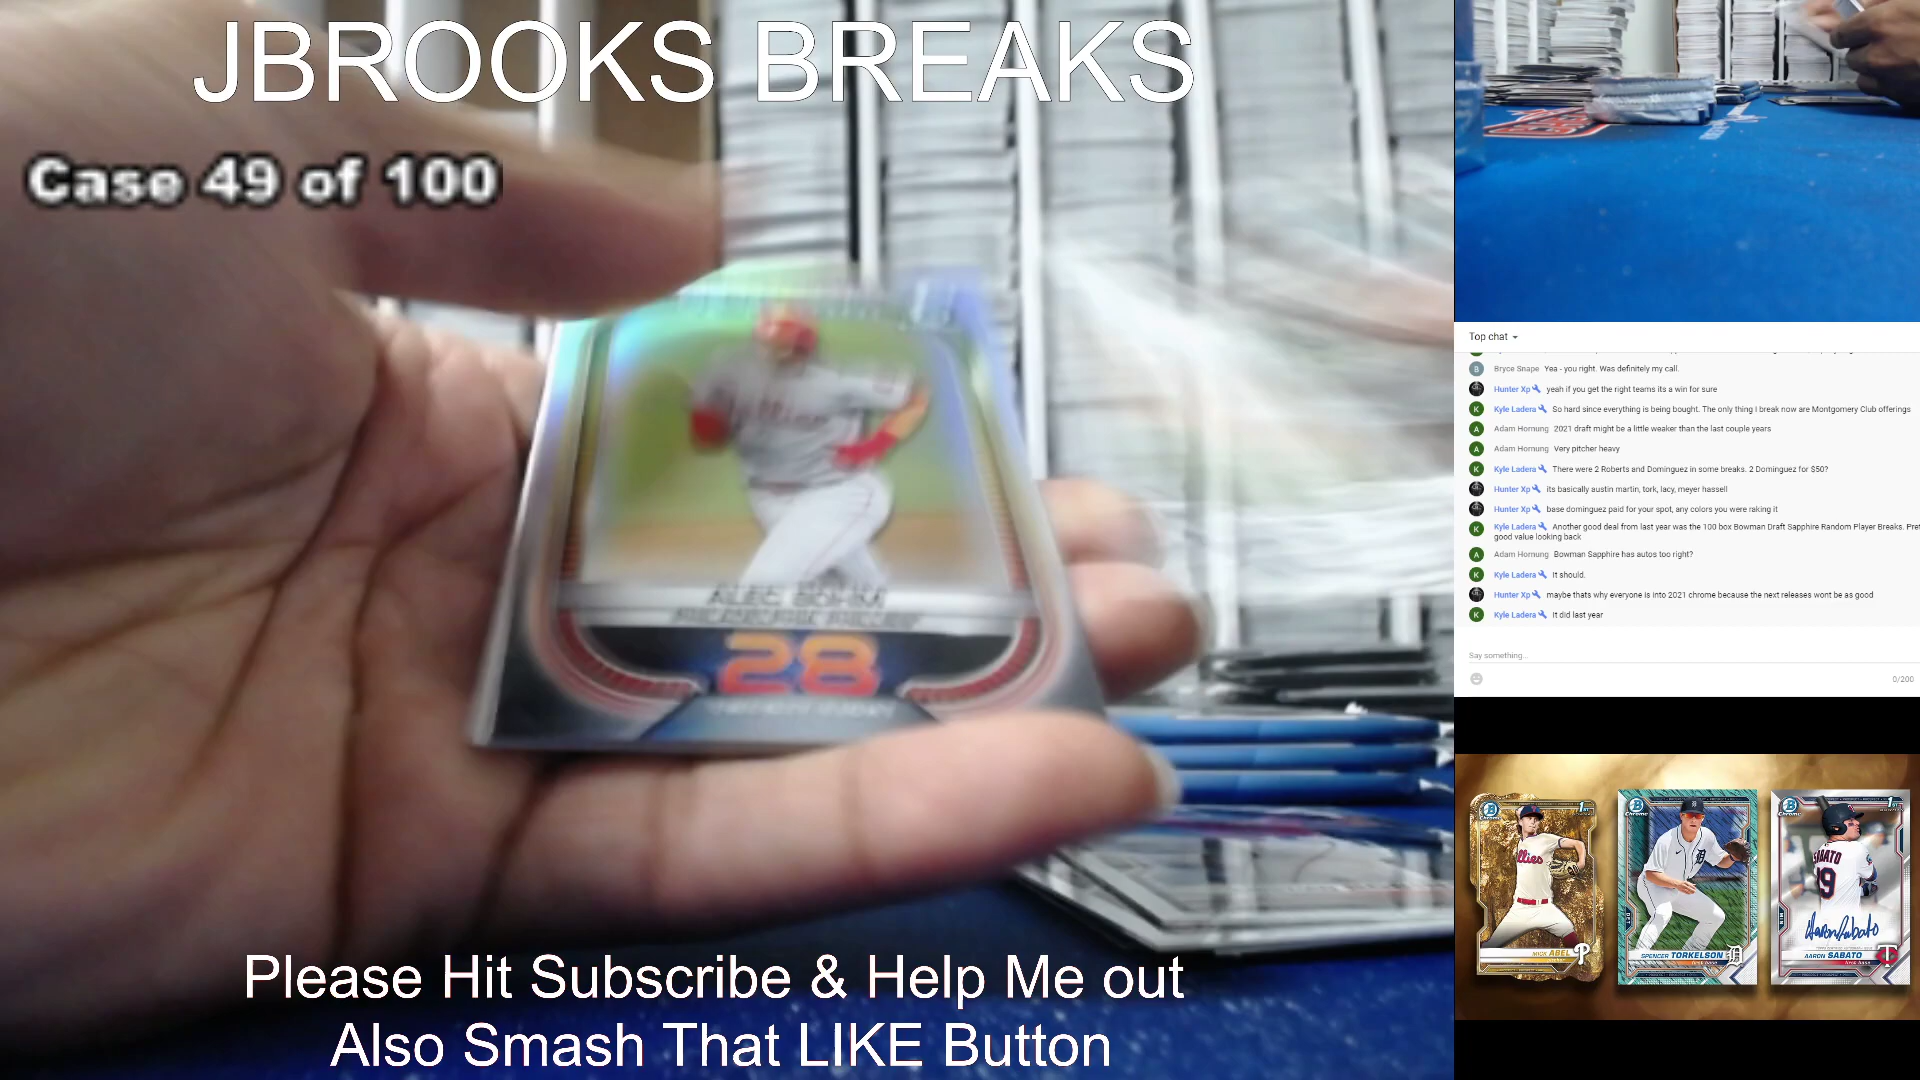 JBROOKS BREAKS
Case 49 of 100
ALEC BOHM
28
Please Hit Subscribe & Help Me out
Also Smash That LIKE Button
Top chat
Bryce Snape Yea - you right. Was definitely my call.
Hunter Xp yeah if you get the right teams its a win for sure
Kyle Ladera So hard since everything is being bought. The only thing I break now are Montgomery Club offerings
Adam Hornung 2021 draft might be a little weaker than the last couple years
Adam Hornung Very pitcher heavy
Kyle Ladera There were 2 Roberts and Dominguez in some breaks. 2 Dominguez for $50?
Hunter Xp its basically austin martin, tork, lacy, meyer hassell
Hunter Xp base dominguez paid for your spot, any colors you were raking it
Kyle Ladera Another good deal from last year was the 100 box Bowman Draft Sapphire Random Player Breaks. Pret
good value looking back
Adam Hornung Bowman Sapphire has autos too right?
Kyle Ladera It should.
Hunter Xp maybe thats why everyone is into 2021 chrome because the next releases wont be as good
Kyle Ladera It did last year
Say something...
0/200
MICK ABEL
SPENCER TORKELSON
AARON SABATO